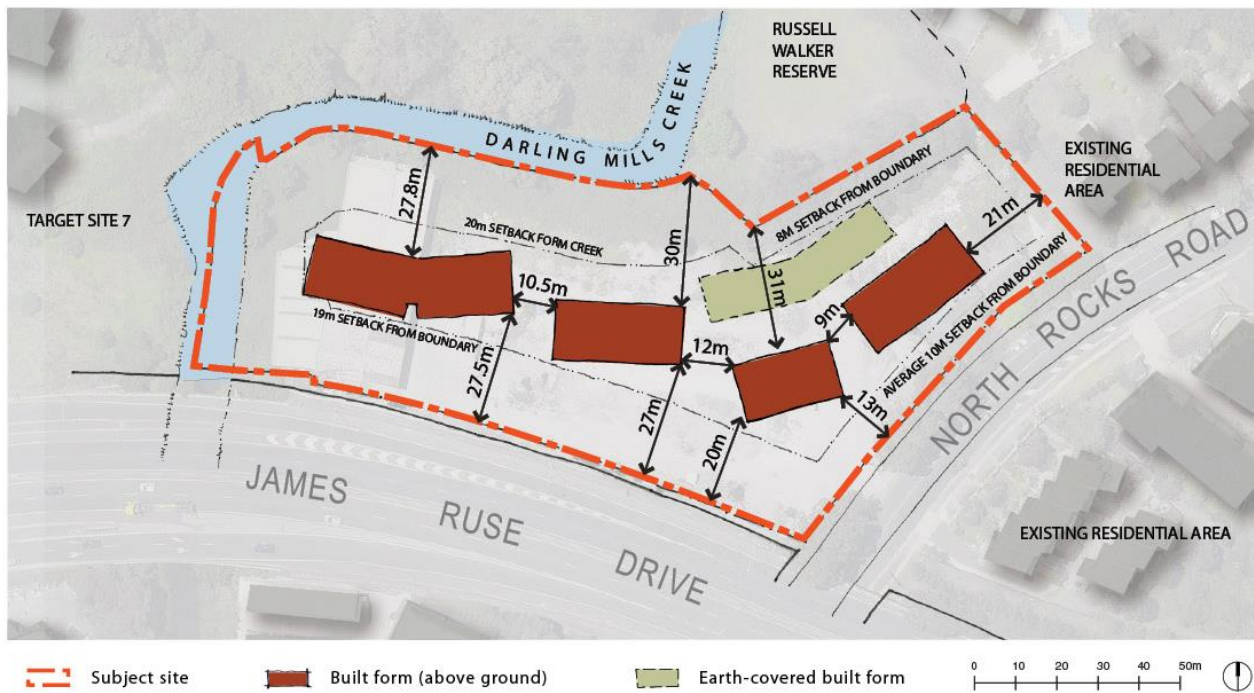 RUSSELL
WALKER
RESERVE
DARLING MILLS CREEK
EXISTING
RESIDENTIAL
AREA
TARGET SITE 7
27.8m
20m SETBACK FORM CREEK
8M SETBACK FROM BOUNDARY
21m
30m
31m
10.5m
9m
19m SETBACK FROM BOUNDARY
12m
27.5m
27m
20m
13m
AVERAGE 10M SETBACK FROM BOUNDARY
NORTH ROCKS ROAD
JAMES RUSE DRIVE
EXISTING RESIDENTIAL AREA
Subject site
Built form (above ground)
Earth-covered built form
0 10 20 30 40 50m